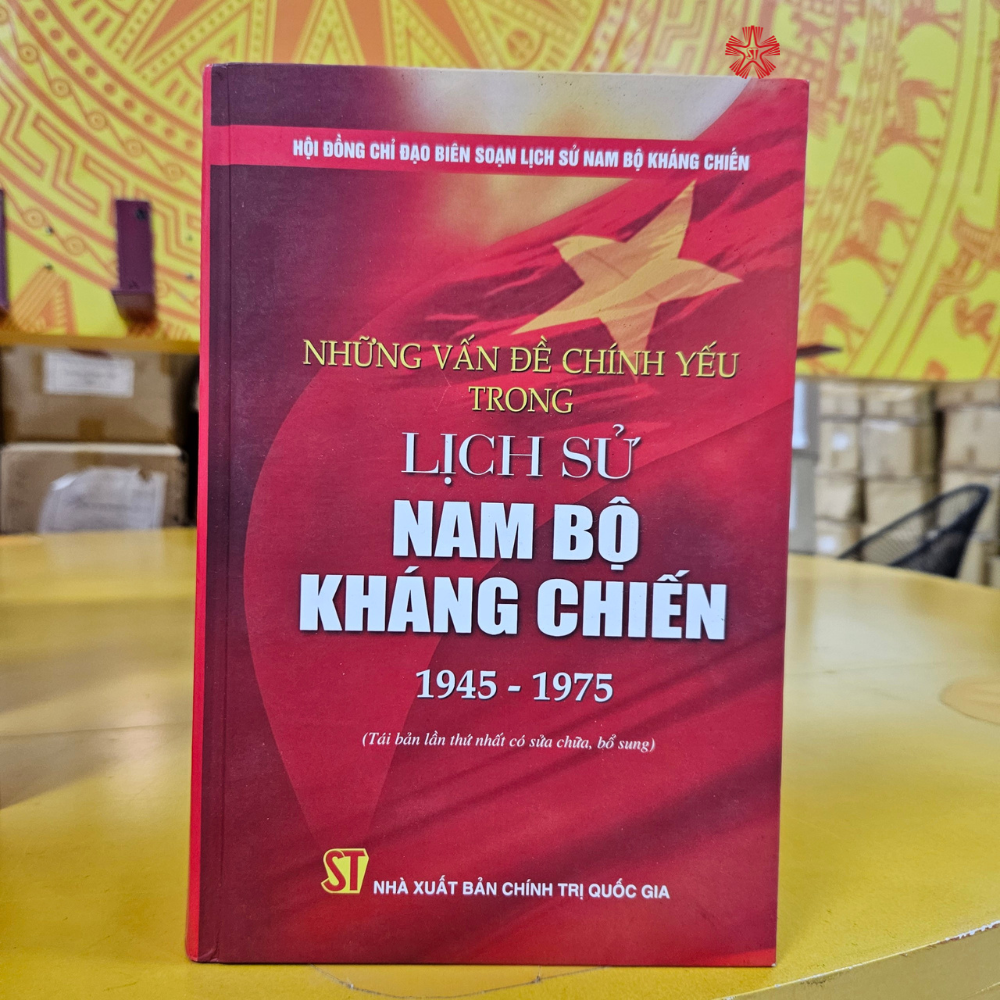 ST
HỘI ĐỒNG CHỈ ĐẠO BIÊN SOẠN LỊCH SỬ NAM BỘ KHÁNG CHIẾN
NHỮNG VẤN ĐỀ CHÍNH YẾU
TRONG
LỊCH SỬ
NAM BỘ
KHÁNG CHIẾN
1945 - 1975
(Tái bản lần thứ nhất có sửa chữa, bổ sung)
ST NHÀ XUẤT BẢN CHÍNH TRỊ QUỐC GIA